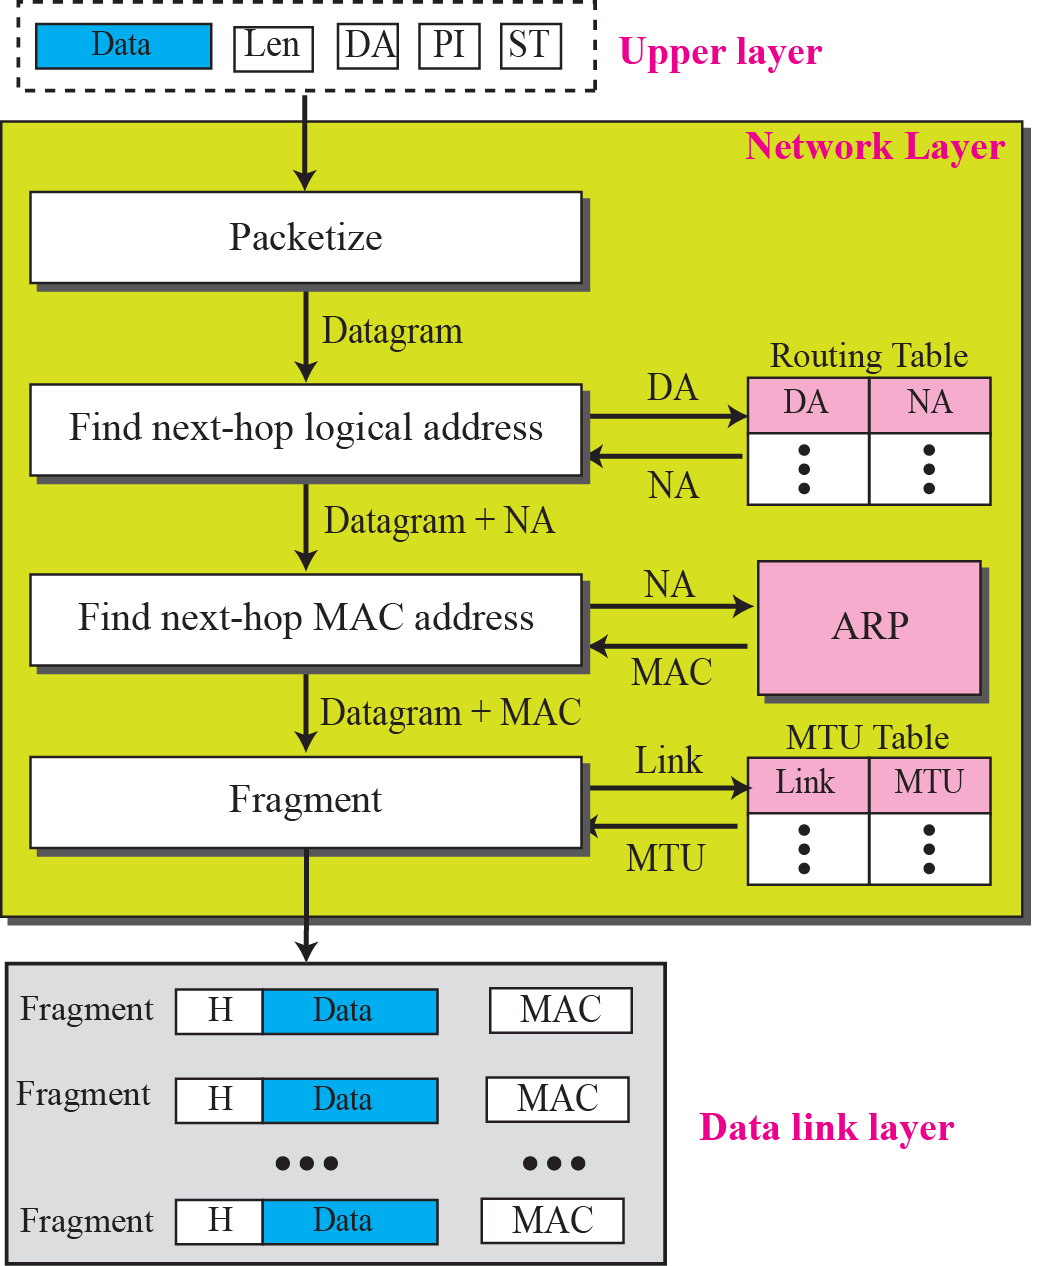 Data Len DA PI ST
Upper layer
Network Layer
Packetize
Datagram
Routing Table
DA NA
Find next-hop logical address
DA
NA
Datagram + NA
Find next-hop MAC address
NA
MAC
ARP
Datagram + MAC
MTU Table
Link MTU
Fragment
Link
MTU
Fragment H Data MAC
Fragment H Data MAC
Data link layer
Fragment H Data MAC